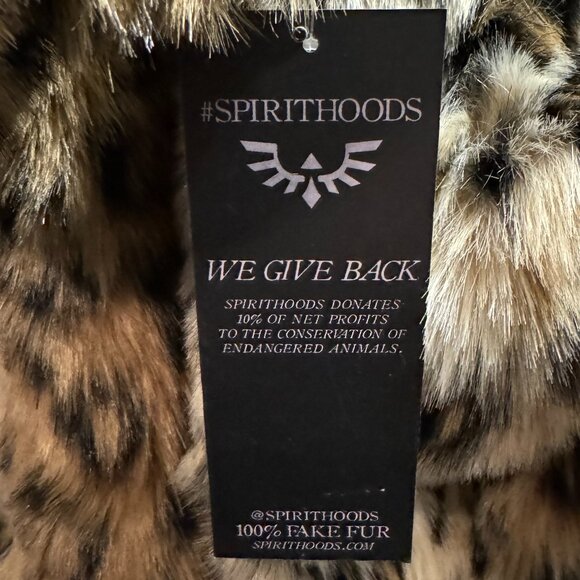 #SPIRITHOODS
WE GIVE BACK
SPIRITHOODS DONATES
10% OF NET PROFITS
TO THE CONSERVATION OF
ENDANGERED ANIMALS.
@SPIRITHOODS
100% FAKE FUR
SPIRITHOODS.COM